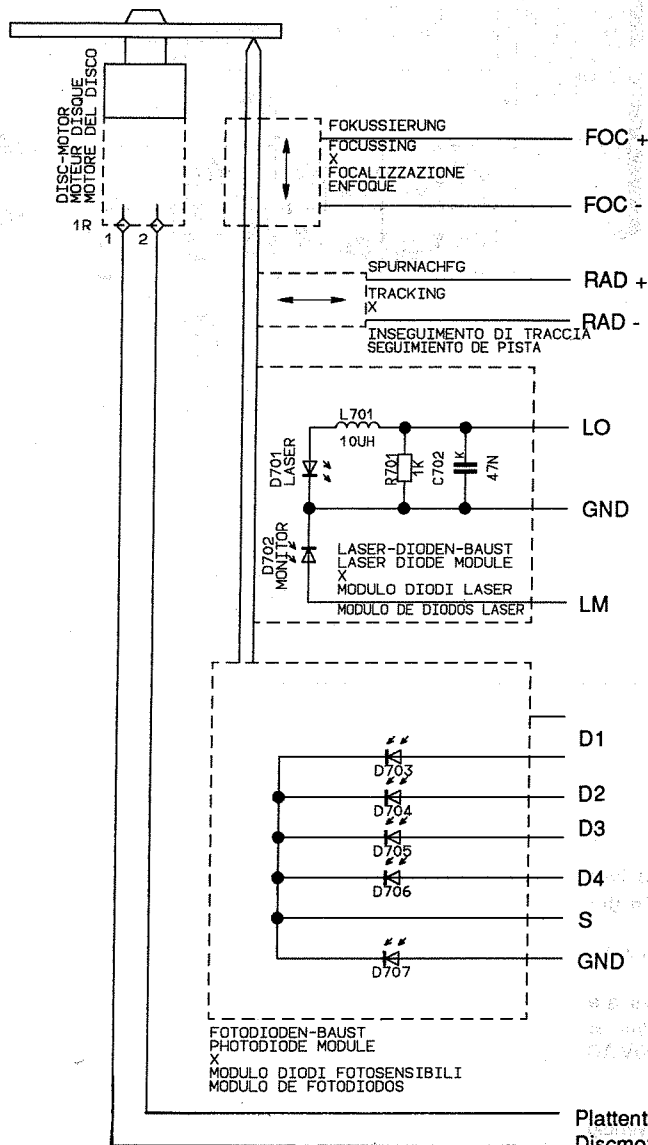 DISC-MOTOR
MOTEUR DISQUE
MOTORE DEL DISCO
1R
1
2
FOKUSSIERUNG
FOCUSSING
X
FOCALIZZAZIONE
ENFOQUE
FOC +
FOC -
SPURNACHFG
TRACKING
X
INSEGUIMENTO DI TRACCIA
SEGUIMIENTO DE PISTA
RAD +
RAD -
L701
10UH
D701
LASER
R701
1K
C702
K
47N
LO
GND
D702
MONITOR
LASER-DIODEN-BAUST
LASER DIODE MODULE
X
MODULO DIODI LASER
MODULO DE DIODOS LASER
LM
D1
D703
D2
D704
D3
D705
D4
D706
S
GND
D707
FOTODIODEN-BAUST
PHOTODIODE MODULE
X
MODULO DIODI FOTOSENSIBILI
MODULO DE FOTODIODOS
Plattent
Discmo